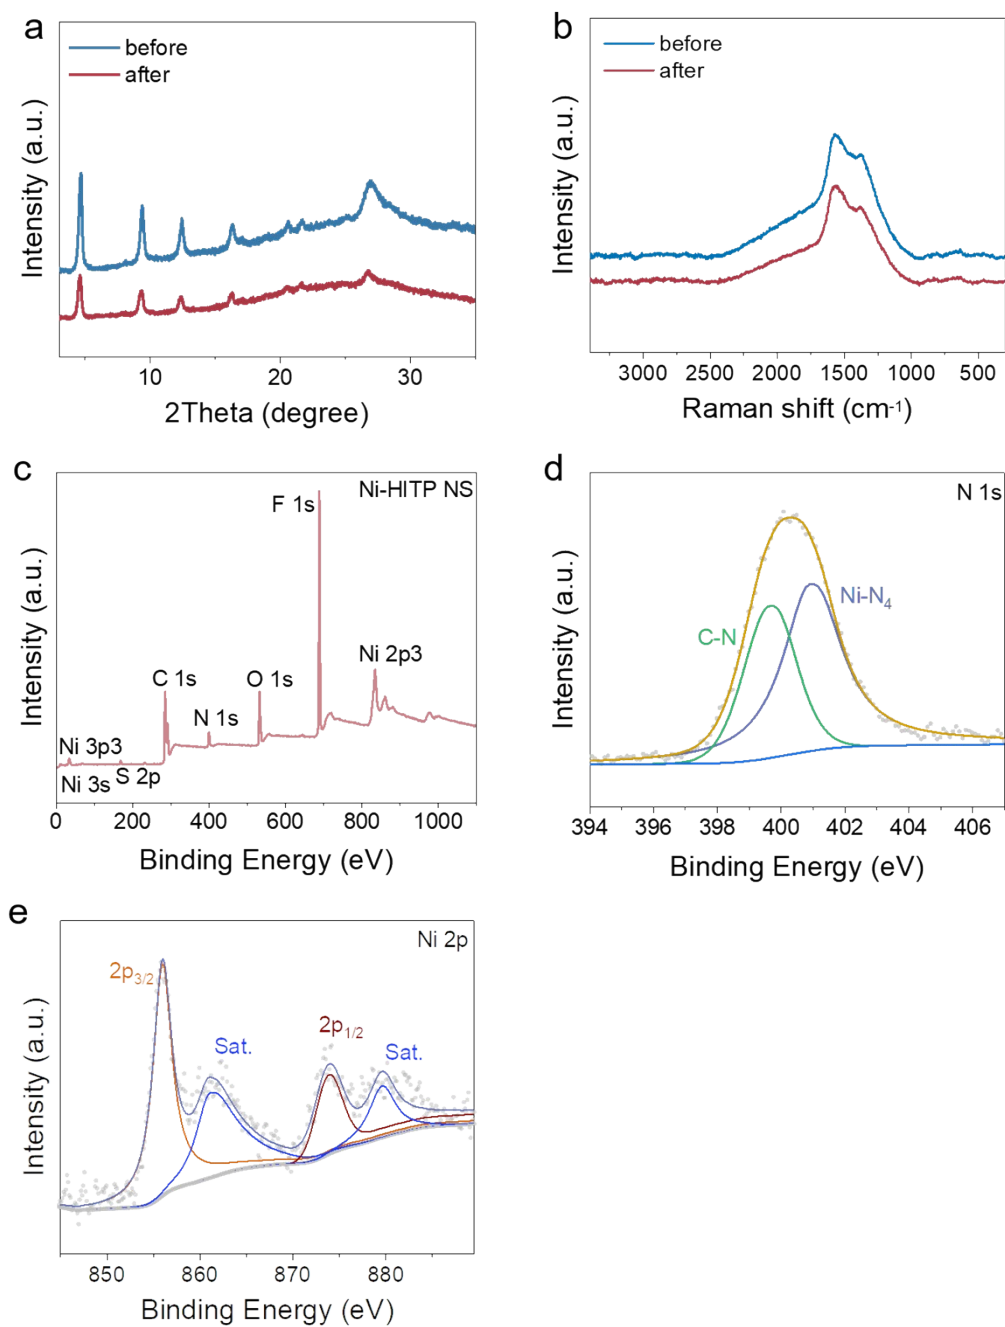 a
before
after
Intensity (a.u.)
10
20
30
2Theta (degree)
b
before
after
Intensity (a.u.)
3000
2500
2000
1500
1000
500
Raman shift (cm-1)
c
Ni-HITP NS
F 1s
Ni 2p3
C 1s
O 1s
N 1s
Ni 3p3
Ni 3s
S 2p
Intensity (a.u.)
0
200
400
600
800
1000
Binding Energy (eV)
d
N 1s
Ni-N4
C-N
Intensity (a.u.)
394
396
398
400
402
404
406
Binding Energy (eV)
e
Ni 2p
2p3/2
Sat.
2p1/2
Sat.
Intensity (a.u.)
850
860
870
880
Binding Energy (eV)